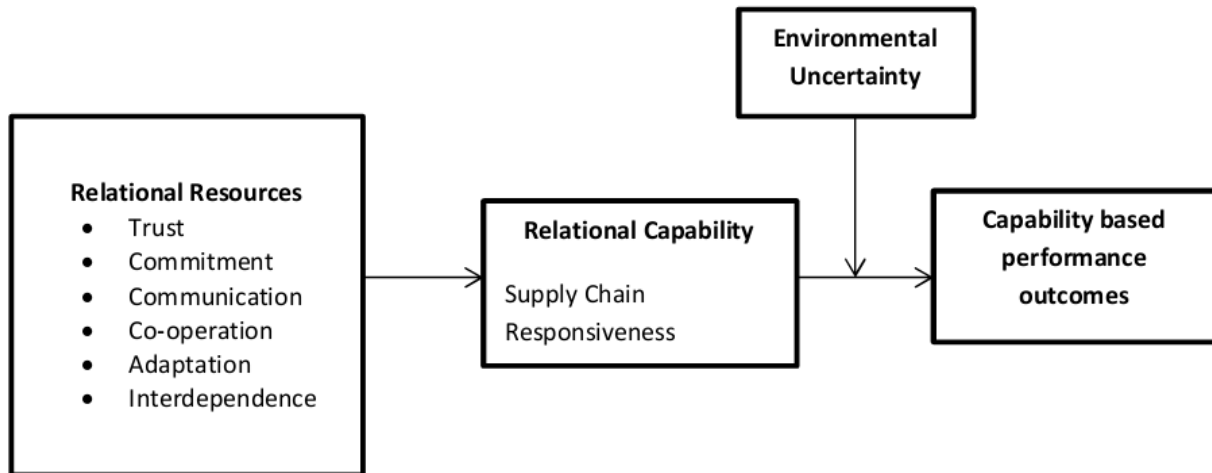 Environmental
Uncertainty
Relational Resources
• Trust
• Commitment
• Communication
• Co-operation
• Adaptation
• Interdependence
Relational Capability
Supply Chain
Responsiveness
Capability based
performance
outcomes